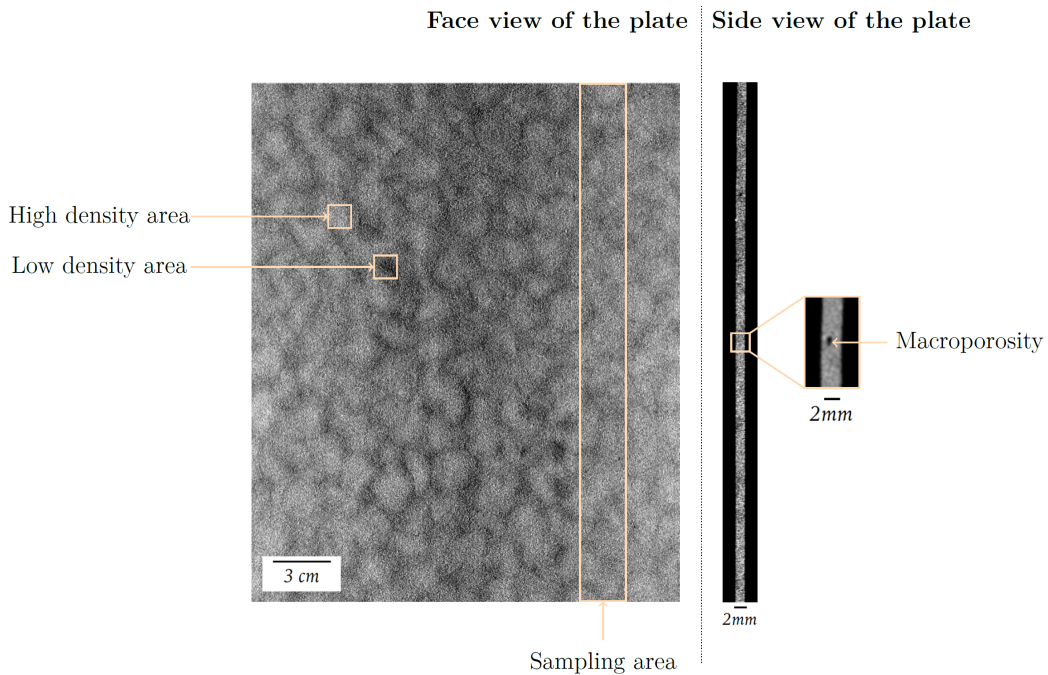 Face view of the plate
Side view of the plate
High density area
Low density area
Macroporosity
2mm
3 cm
2mm
Sampling area